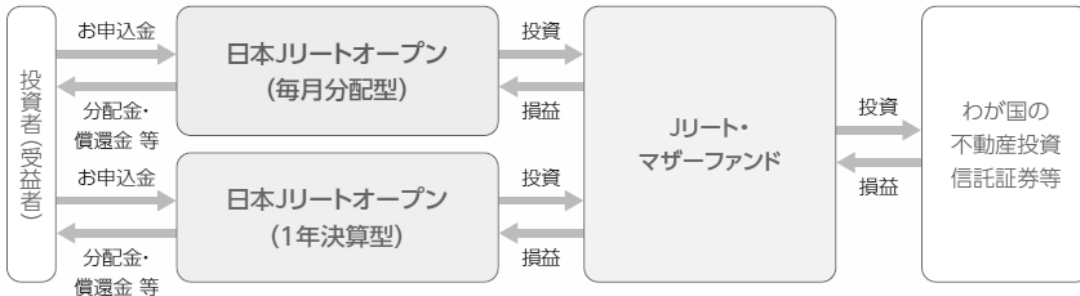 投資者(受益者)
お申込金
分配金・
償還金 等
日本Jリートオープン
(毎月分配型)
投資
損益
お申込金
分配金・
償還金 等
日本Jリートオープン
(1年決算型)
投資
損益
Jリート・
マザーファンド
投資
損益
わが国の
不動産投資
信託証券等